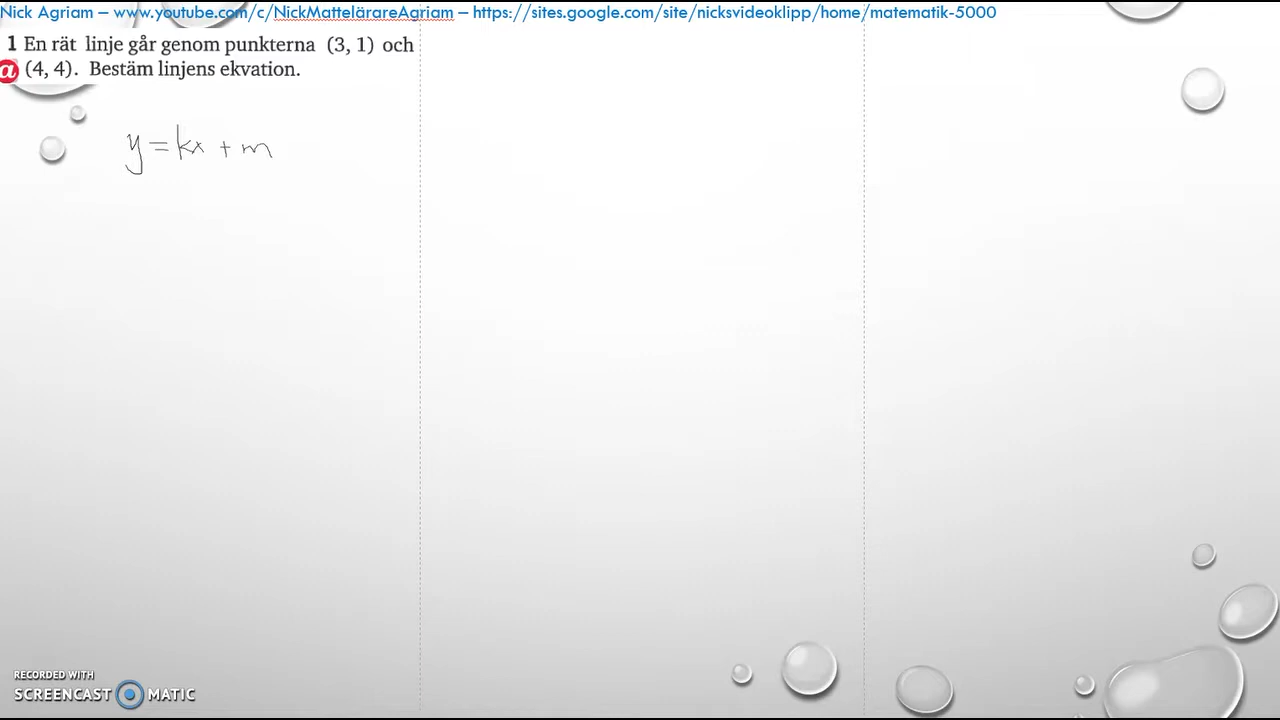 Nick Agriam – www.youtube.com/c/NickMattelärareAgriam – https://sites.google.com/site/nicksvideoklipp/home/matematik-5000
1 En rät linje går genom punkterna (3, 1) och
a (4, 4). Bestäm linjens ekvation.
y = kx + m
RECORDED WITH
SCREENCAST MATIC